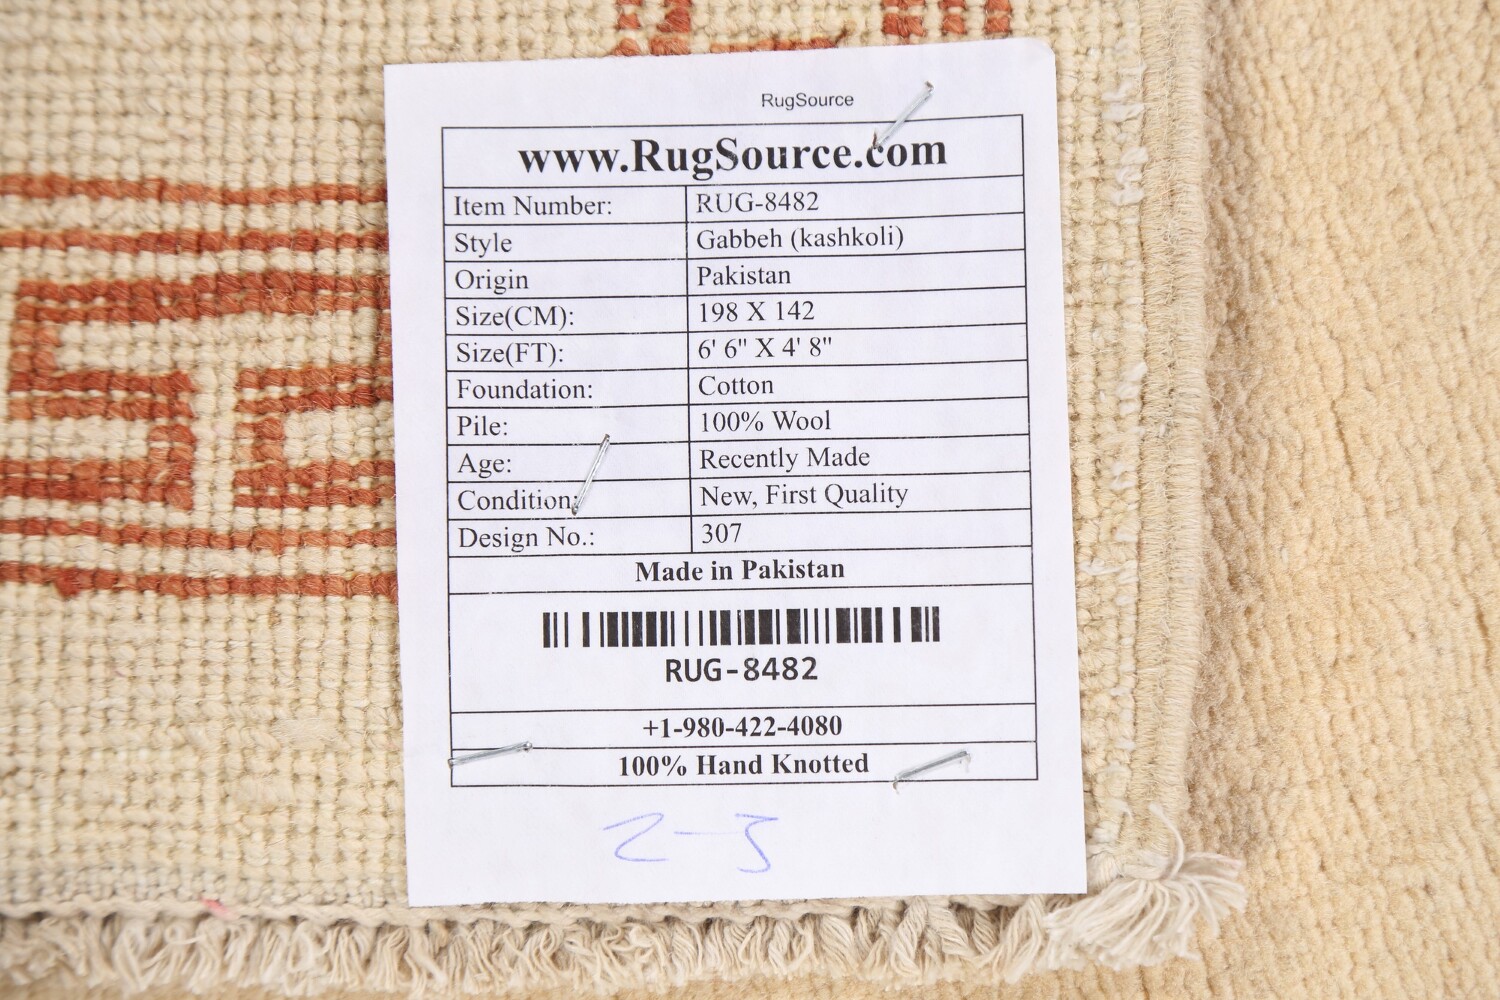 RugSource
www.RugSource.com
Item Number: RUG-8482
Style Gabbeh (kashkoli)
Origin Pakistan
Size(CM): 198 X 142
Size(FT): 6' 6" X 4' 8"
Foundation: Cotton
Pile: 100% Wool
Age: Recently Made
Condition: New, First Quality
Design No.: 307
Made in Pakistan
RUG-8482
+1-980-422-4080
100% Hand Knotted
2-3